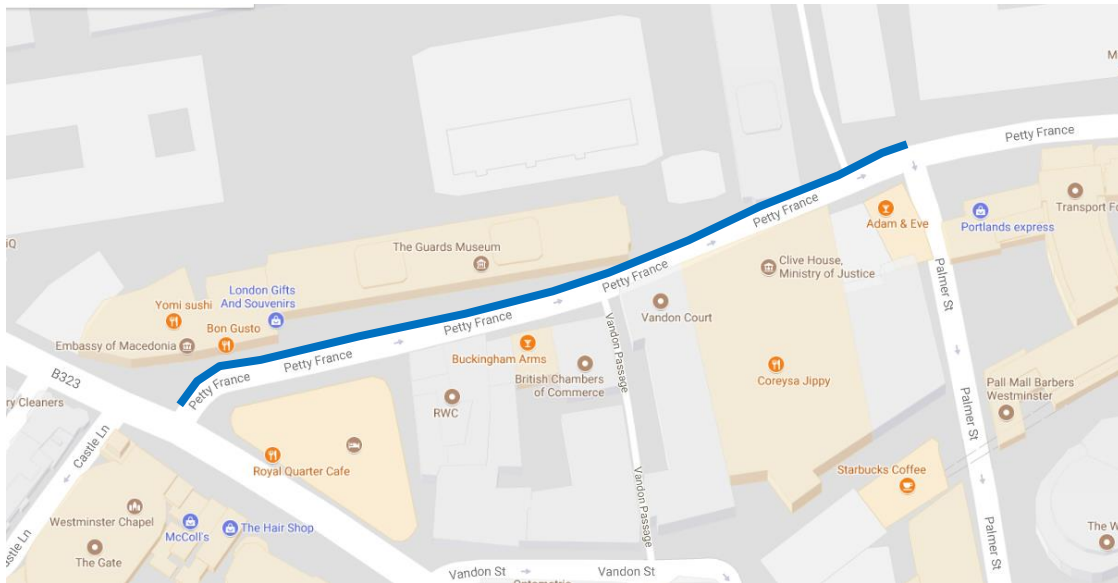 Petty France
M
Transport Fo
Adam & Eve
Portlands express
iQ
The Guards Museum
Petty France
Clive House,
Ministry of Justice
Petty France
Palmer St
London Gifts
And Souvenirs
Yomi sushi
Bon Gusto
Embassy of Macedonia
Petty France
Vandon Court
Vandon Passage
Buckingham Arms
British Chambers
of Commerce
Coreysa Jippy
Petty France
Petty France
B323
ry Cleaners
RWC
Pall Mall Barbers
Westminster
Palmer St
Castle Ln
Royal Quarter Cafe
Starbucks Coffee
Vandon Passage
Westminster Chapel
McColl's
The Hair Shop
The Gate
astle Ln
Palmer St
The W
Vandon St
Vandon St
Optometric